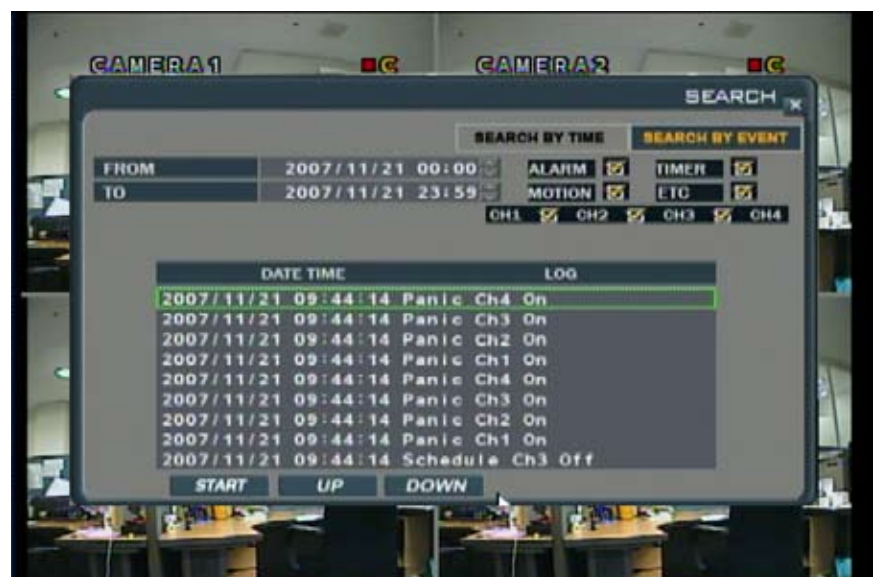 CAMERA1 C CAMERA2 C
SEARCH
SEARCH BY TIME SEARCH BY EVENT
FROM 2007/11/21 00:00 ALARM TIMER
TO 2007/11/21 23:59 MOTION ETC
CH1 CH2 CH3 CH4
DATE TIME LOG
2007/11/21 09:44:14 Panic Ch4 On
2007/11/21 09:44:14 Panic Ch3 On
2007/11/21 09:44:14 Panic Ch2 On
2007/11/21 09:44:14 Panic Ch1 On
2007/11/21 09:44:14 Panic Ch4 On
2007/11/21 09:44:14 Panic Ch3 On
2007/11/21 09:44:14 Panic Ch2 On
2007/11/21 09:44:14 Panic Ch1 On
2007/11/21 09:44:14 Schedule Ch3 Off
START UP DOWN